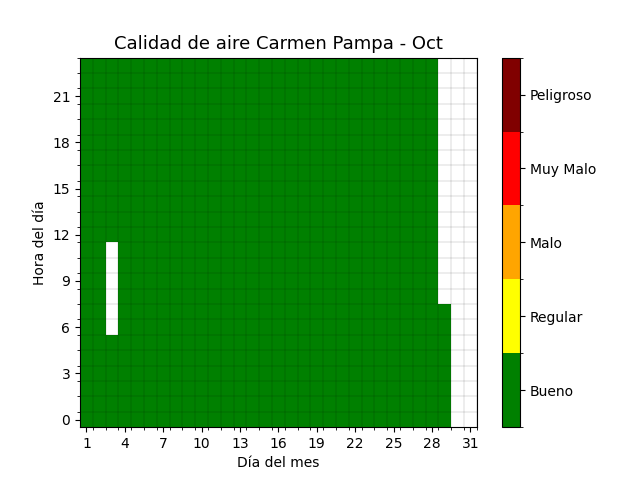 Calidad de aire Carmen Pampa - Oct
Hora del día
21
18
15
12
9
6
3
0
1 4 7 10 13 16 19 22 25 28 31
Día del mes
Peligroso
Muy Malo
Malo
Regular
Bueno